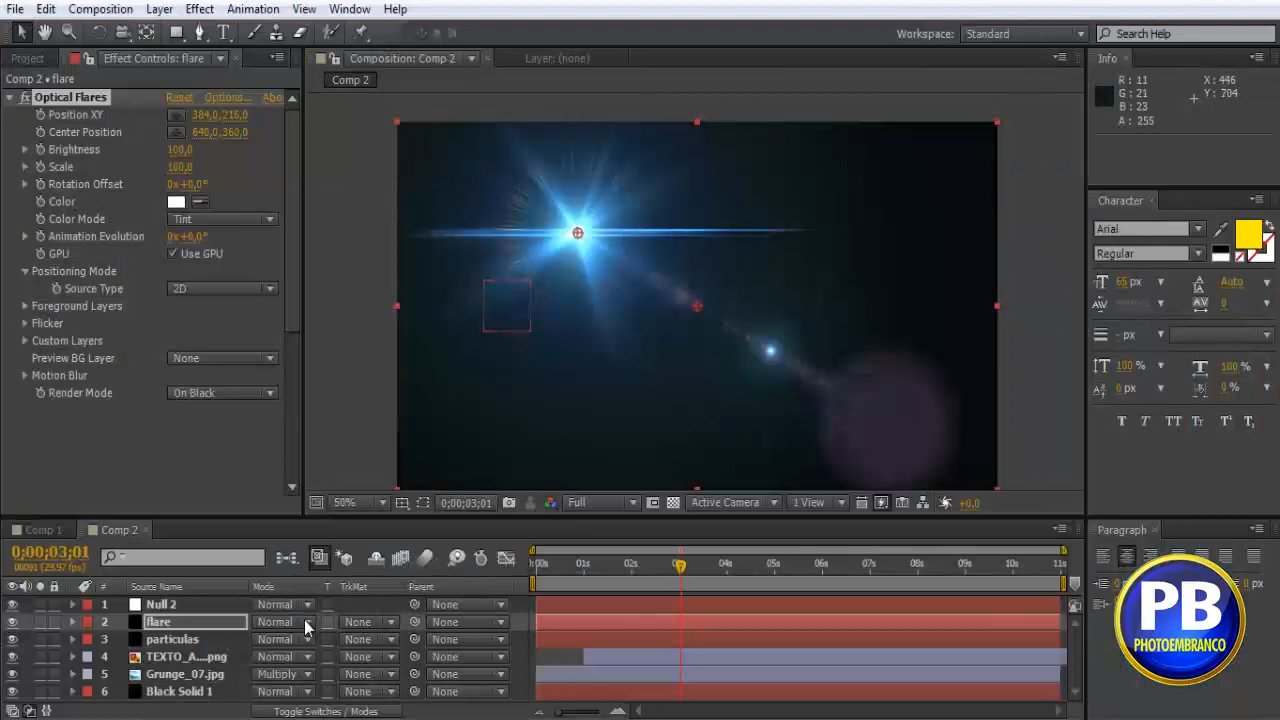 File Edit Composition Layer Effect Animation View Window Help
Workspace: Standard Search Help
Project Effect Controls: flare Composition: Comp 2 Layer: (none) Info
Comp 2 • flare Comp 2
R : 11 X : 446
G : 21 Y : 704
B : 23
A : 255
fx Optical Flares Reset Options... Abo
Position XY 384,0,216,0
Center Position 640,0,360,0
Brightness 100,0
Scale 100,0
Rotation Offset 0x+0,0°
Color
Color Mode Tint
Animation Evolution 0x+0,0°
GPU Use GPU
Positioning Mode
Source Type 2D
Foreground Layers
Flicker
Custom Layers
Preview BG Layer None
Motion Blur
Render Mode On Black
Character
Arial
Regular
65 px Auto
0
- px
100 % 100 %
0 px 0 %
T T TT Tr T¹ T₁
50% 0;00;03;01 Full Active Camera 1 View +0,0
Comp 1 Comp 2 Paragraph
0;00;03;01
00091 (29.97 fps)
0:00s 01s 02s 04s 05s 06s 07s 08s 09s 10s 11s
# Source Name Mode T TrkMat Parent
1 Null 2 Normal None
2 flare Normal None None
3 particulas Normal None None
4 TEXTO_A....png Normal None None
5 Grunge_07.jpg Multiply None None
6 Black Solid 1 Normal None None
Toggle Switches / Modes
PB
PHOTOEMBRANCO